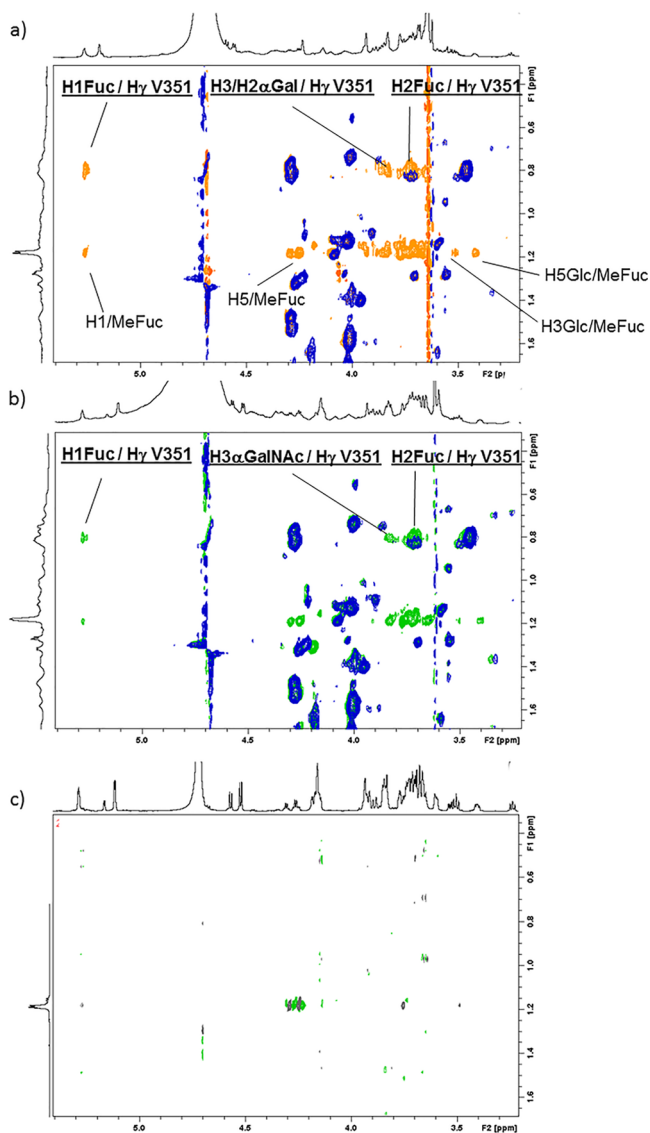 a)
H1Fuc / Hγ V351
H3/H2αGal / Hγ V351
H2Fuc / Hγ V351
H1/MeFuc
H5/MeFuc
H5Glc/MeFuc
H3Glc/MeFuc
F1 [ppm]
0.6
0.8
1.0
1.2
1.4
1.6
5.0
4.5
4.0
3.5
F2 [p
b)
H1Fuc / Hγ V351
H3αGalNAc / Hγ V351
H2Fuc / Hγ V351
F1 [ppm]
0.6
0.8
1.0
1.2
1.4
1.6
5.0
4.5
4.0
3.5
F2 [ppm]
c)
2
F1 [ppm]
0.6
0.8
1.0
1.2
1.4
1.6
5.0
4.5
4.0
3.5
F2 [ppm]